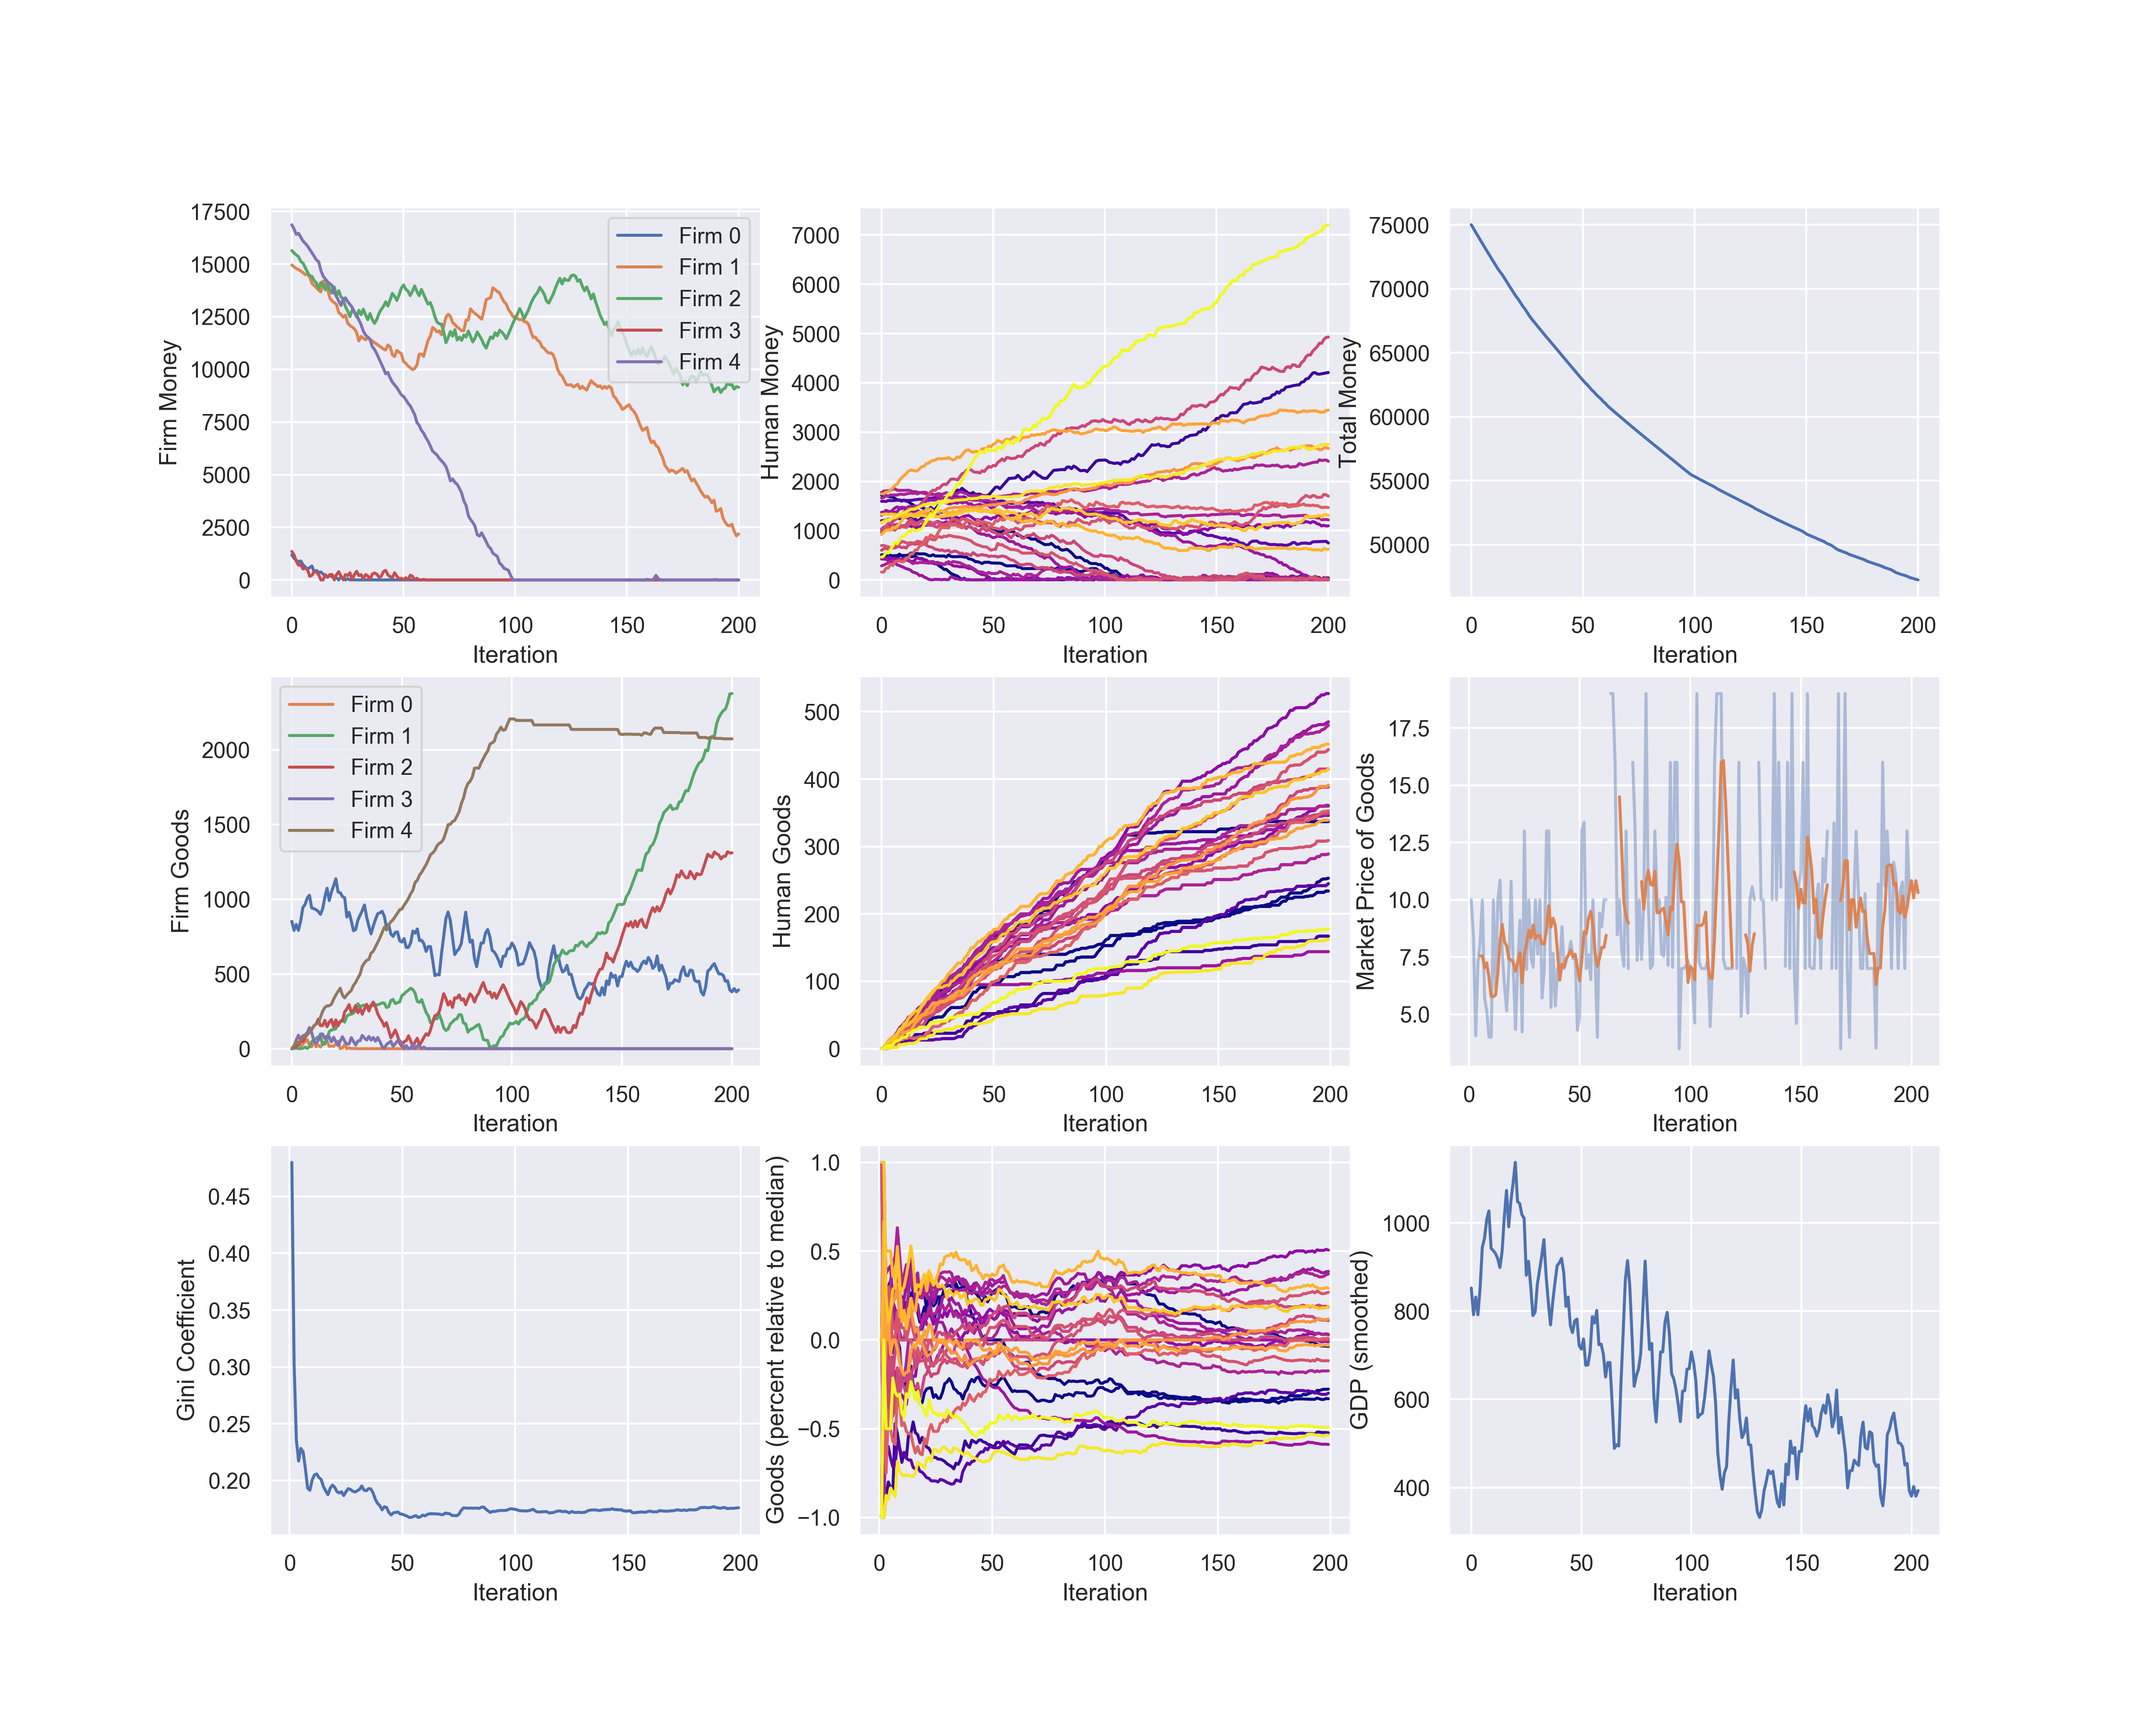 17500
15000
12500
10000
7500
5000
2500
0
Firm Money
Firm 0
Firm 1
Firm 2
Firm 3
Firm 4
0 50 100 150 200
Iteration
7000
6000
5000
4000
3000
2000
1000
0
Human Money
0 50 100 150 200
Iteration
75000
70000
65000
60000
55000
50000
Total Money
0 50 100 150 200
Iteration
2000
1500
1000
500
0
Firm Goods
Firm 0
Firm 1
Firm 2
Firm 3
Firm 4
0 50 100 150 200
Iteration
500
400
300
200
100
0
Human Goods
0 50 100 150 200
Iteration
17.5
15.0
12.5
10.0
7.5
5.0
Market Price of Goods
0 50 100 150 200
Iteration
0.45
0.40
0.35
0.30
0.25
0.20
Gini Coefficient
0 50 100 150 200
Iteration
1.0
0.5
0.0
−0.5
−1.0
Goods (percent relative to median)
0 50 100 150 200
Iteration
1000
800
600
400
GDP (smoothed)
0 50 100 150 200
Iteration